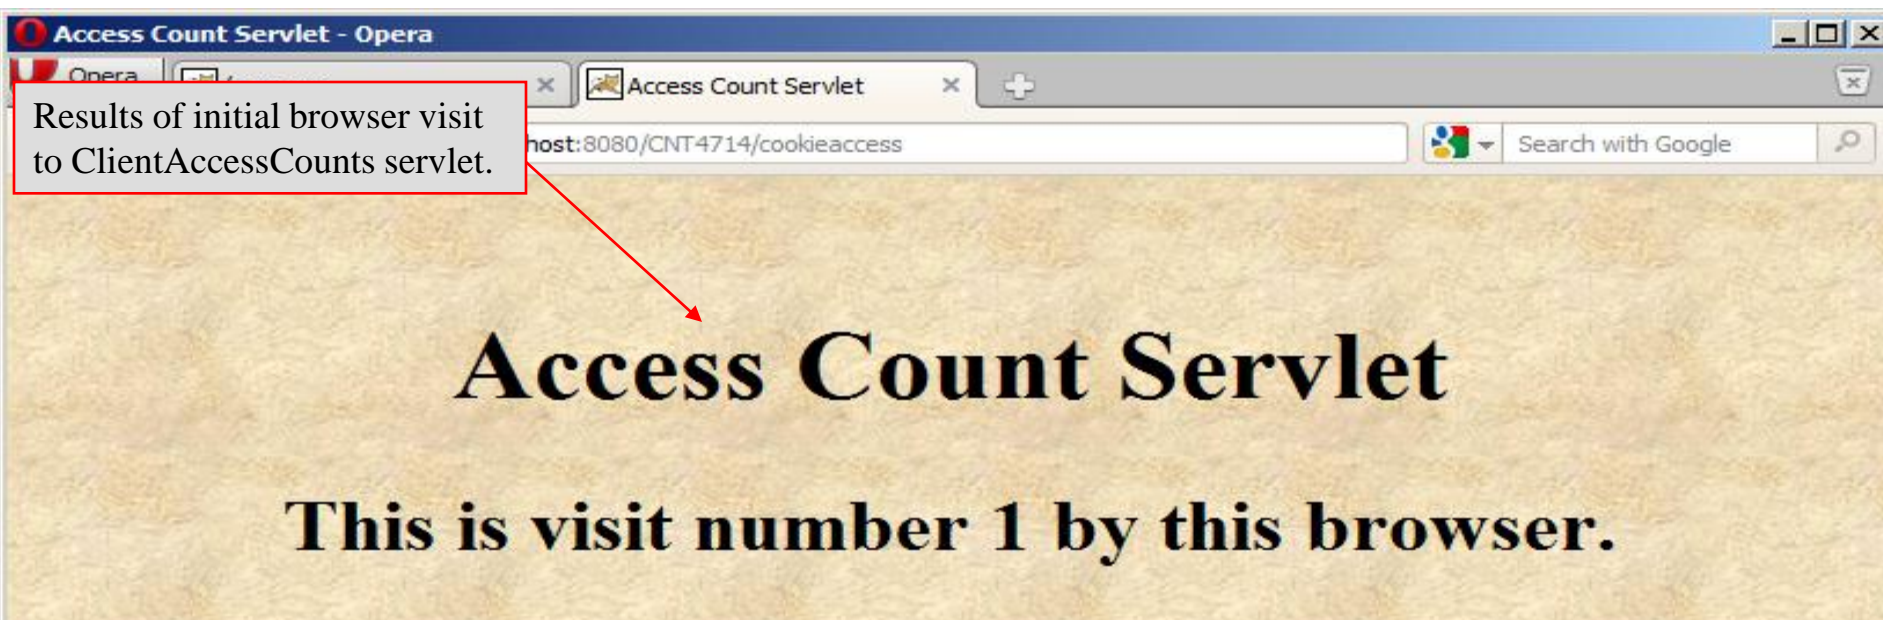 Access Count Servlet - Opera
Opera
Access Count Servlet
Results of initial browser visit
to ClientAccessCounts servlet.
host:8080/CNT4714/cookieaccess
Search with Google
Access Count Servlet
This is visit number 1 by this browser.